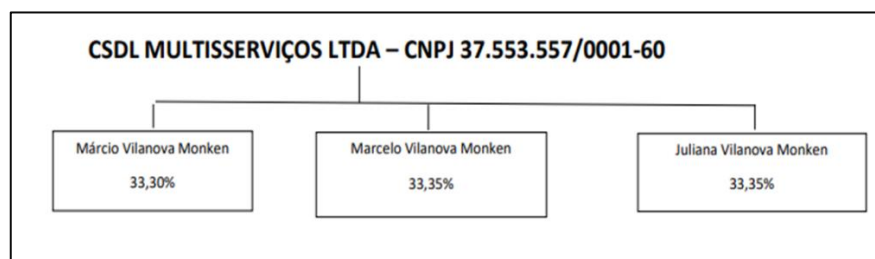 CSDL MULTISSERVIÇOS LTDA – CNPJ 37.553.557/0001-60
Márcio Vilanova Monken
33,30%
Marcelo Vilanova Monken
33,35%
Juliana Vilanova Monken
33,35%